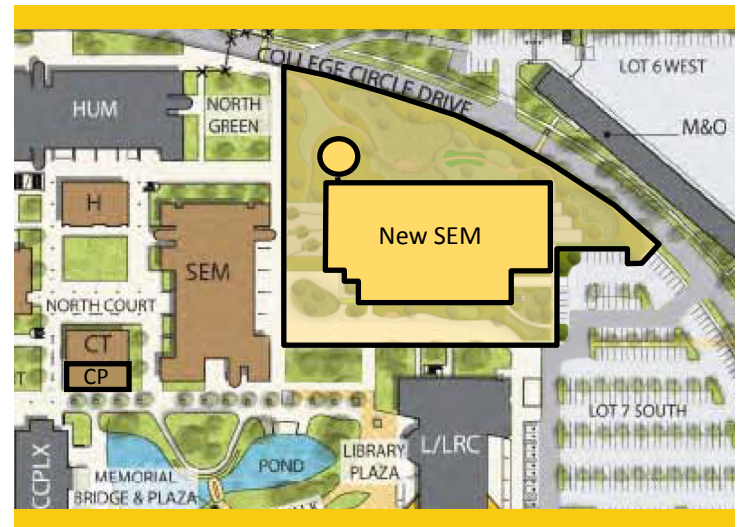 COLLEGE CIRCLE DRIVE
LOT 6 WEST
HUM
NORTH
GREEN
M&O
H
New SEM
SEM
NORTH COURT
CT
CP
LOT 7 SOUTH
CCPLX
MEMORIAL
BRIDGE & PLAZA
POND
LIBRARY
PLAZA
L/LRC